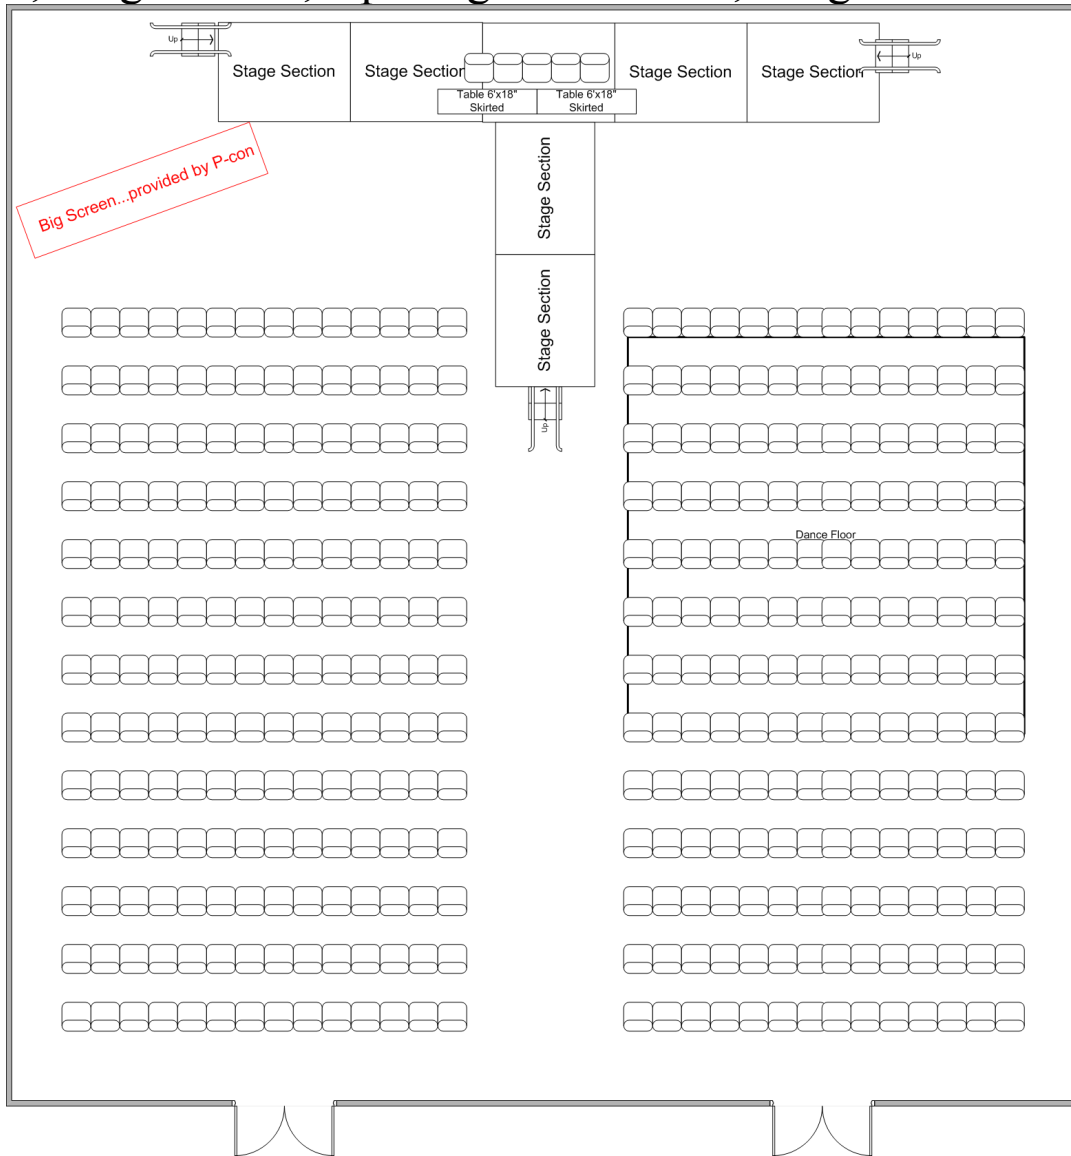 Up
Up
Stage Section
Stage Section
Stage Section
Stage Section
Table 6'x18"
Skirted
Table 6'x18"
Skirted
Big Screen...provided by P-con
Stage Section
Stage Section
Up
Dance Floor